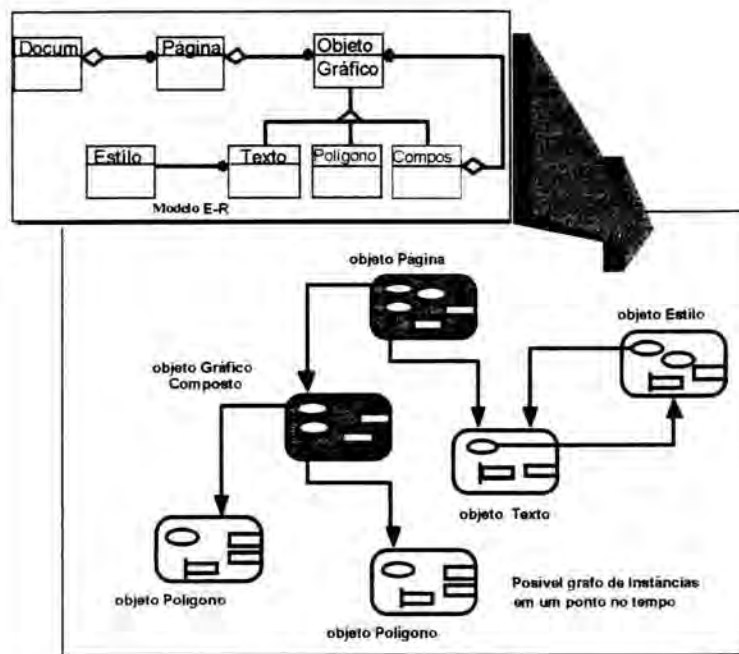 Docum
Página
Objeto
Gráfico
Estilo
Texto
Polígono
Compos
Modelo E-R
objeto Página
objeto Estilo
objeto Gráfico
Composto
objeto Texto
objeto Polígono
objeto Polígono
Posivel grafo de Instâncias
em um ponto no tempo